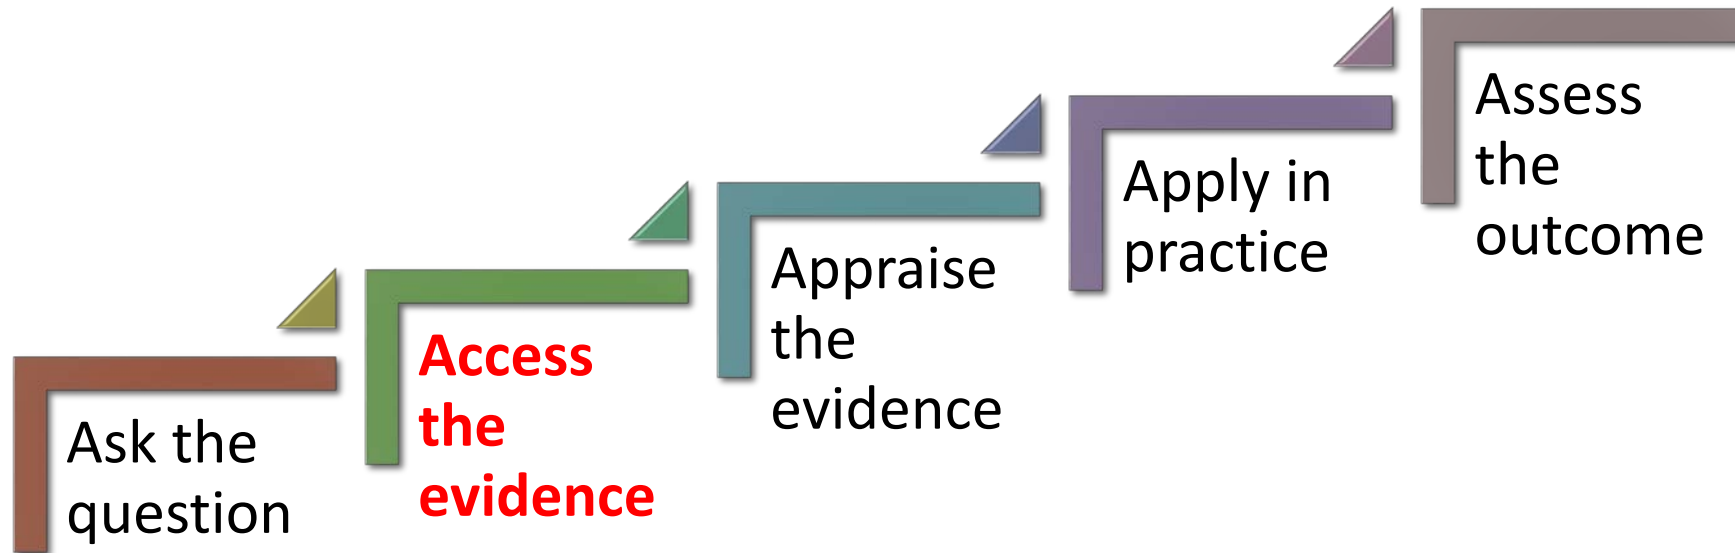 Ask the
question
Access
the
evidence
Appraise
the
evidence
Apply in
practice
Assess
the
outcome